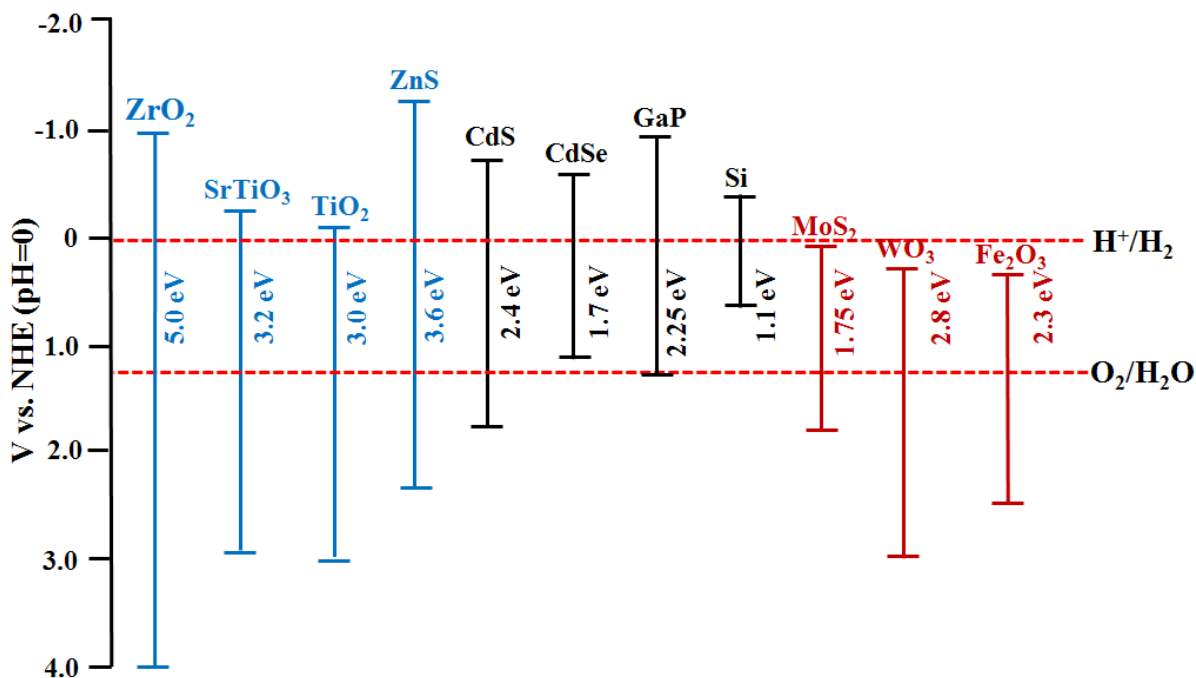 V vs. NHE (pH=0)
-2.0
-1.0
0
1.0
2.0
3.0
4.0
ZrO₂
5.0 eV
SrTiO₃
3.2 eV
TiO₂
3.0 eV
ZnS
3.6 eV
CdS
2.4 eV
CdSe
1.7 eV
GaP
2.25 eV
Si
1.1 eV
MoS₂
1.75 eV
WO₃
2.8 eV
Fe₂O₃
2.3 eV
H⁺/H₂
O₂/H₂O